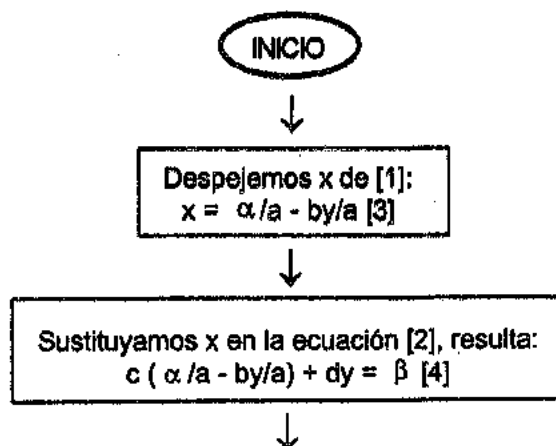 INICIO
Despejemos x de [1]:
x = α/a - by/a [3]
Sustituyamos x en la ecuación [2], resulta:
c ( α/a - by/a) + dy = β [4]